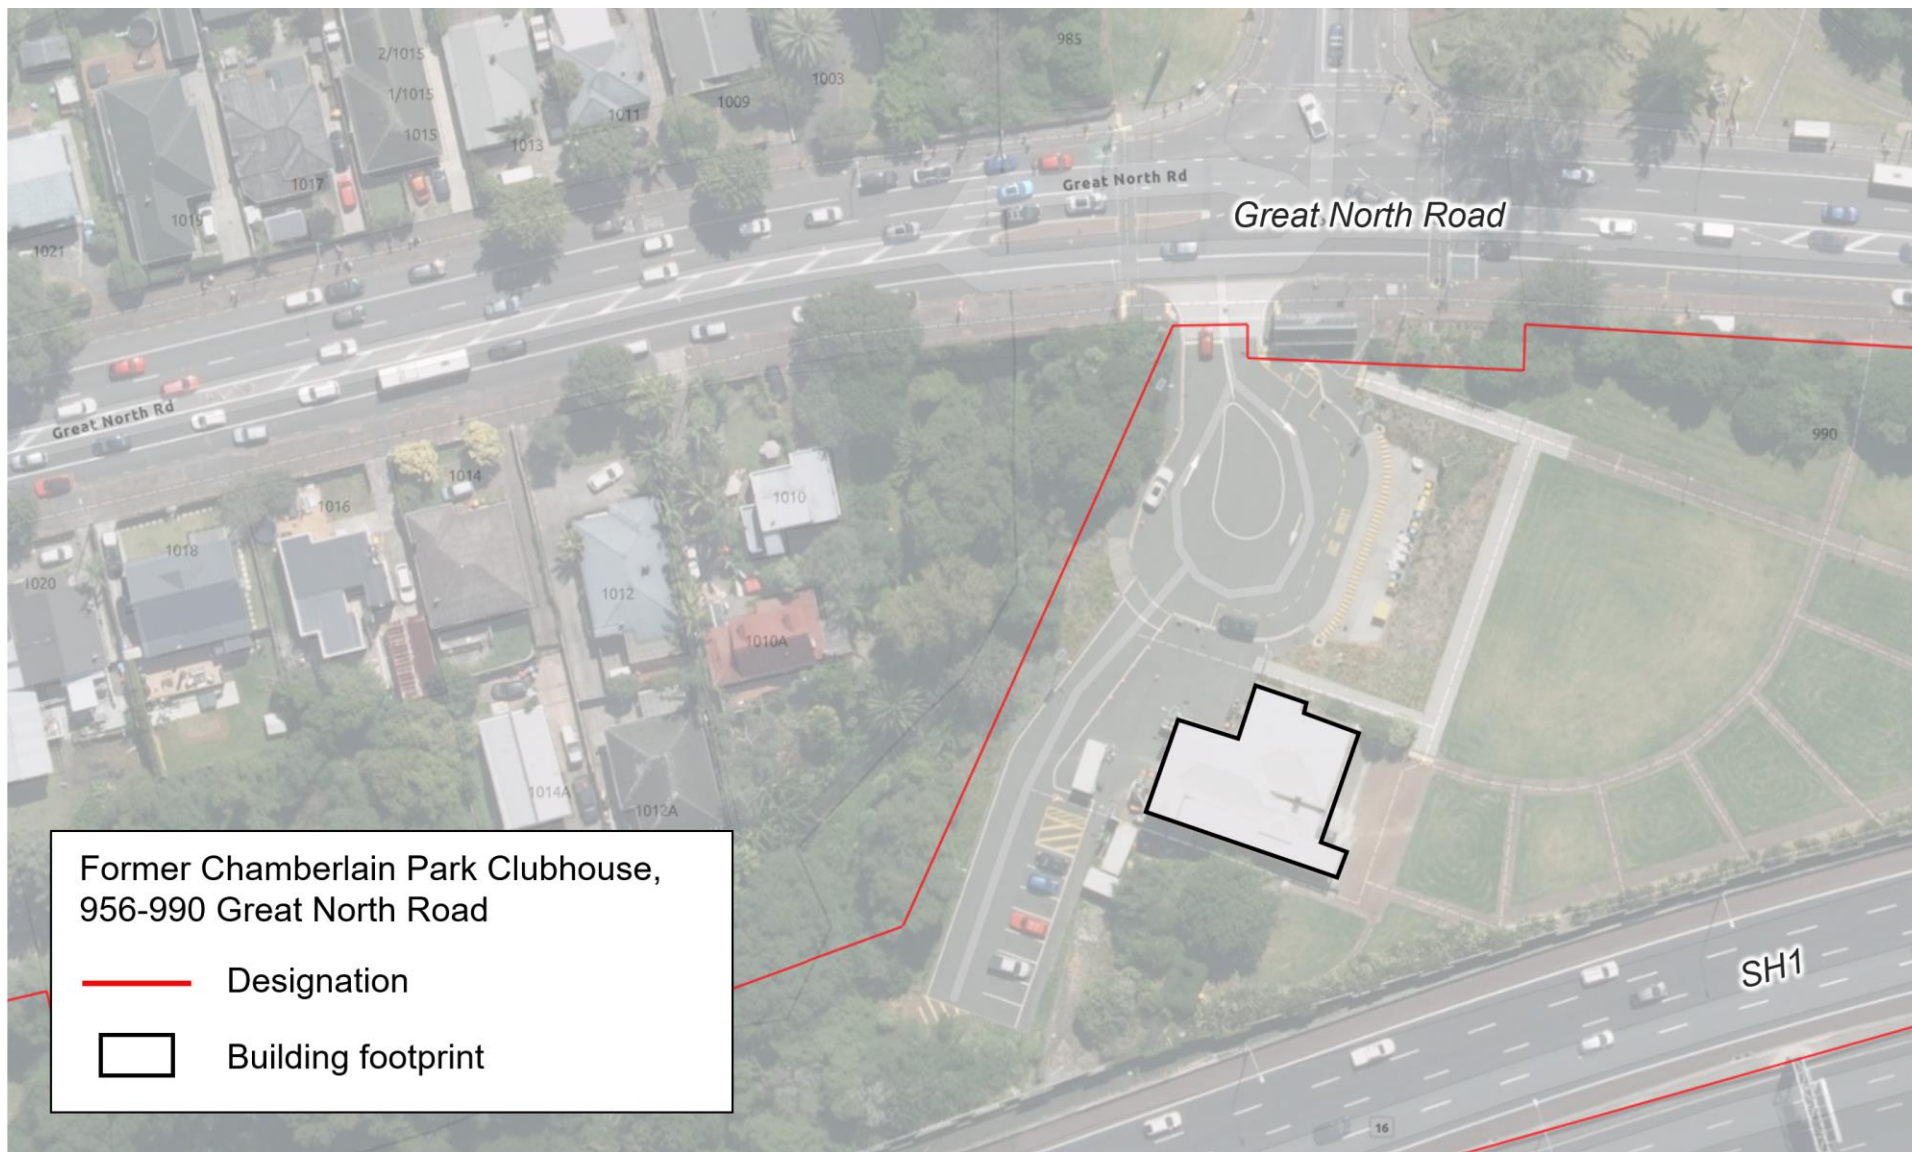 985
2/1015
1/1015
1015
1003
1009
1011
1013
1017
1019
1021
Great North Rd
Great North Road
Great North Rd
990
1014
1016
1010
1018
1020
1012
1010A
1014A
1012A
Former Chamberlain Park Clubhouse,
956-990 Great North Road
Designation
Building footprint
SH1
16